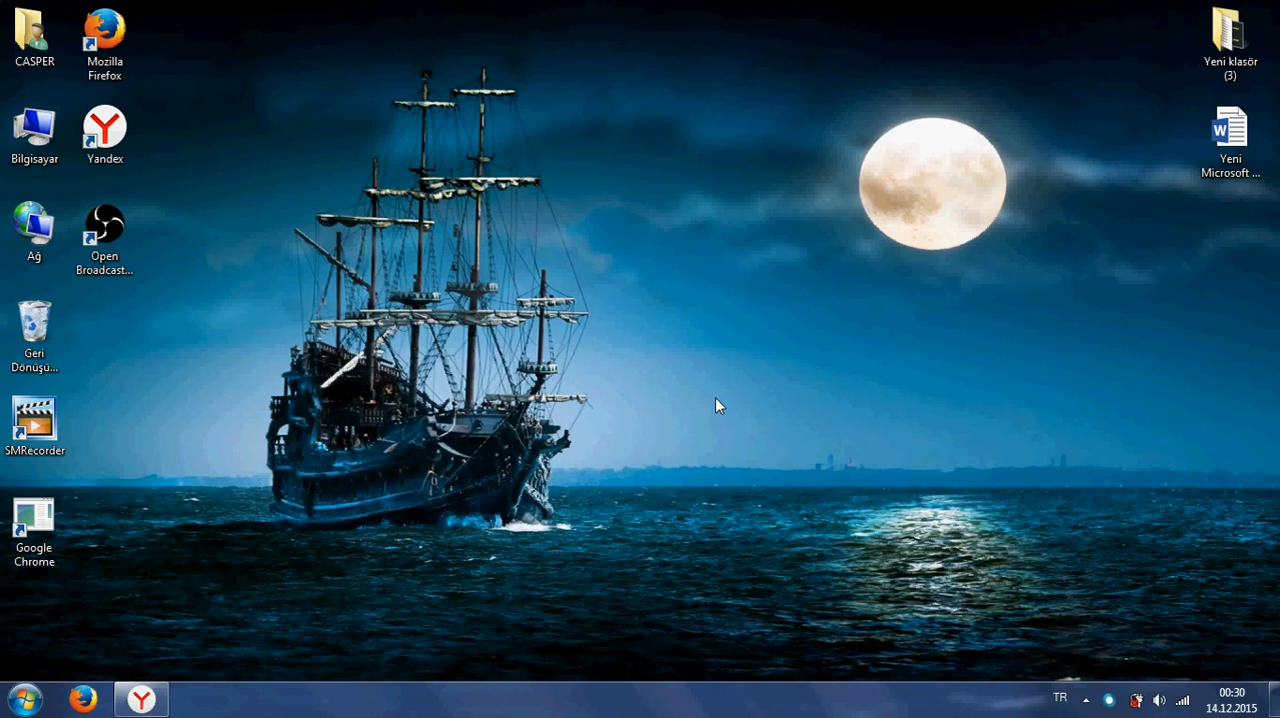 CASPER
Mozilla
Firefox
Bilgisayar
Yandex
Ağ
Open
Broadcast...
Geri
Dönüşü...
SMRecorder
Google
Chrome
Yeni klasör
(3)
Yeni
Microsoft ...
TR
00:30
14.12.2015